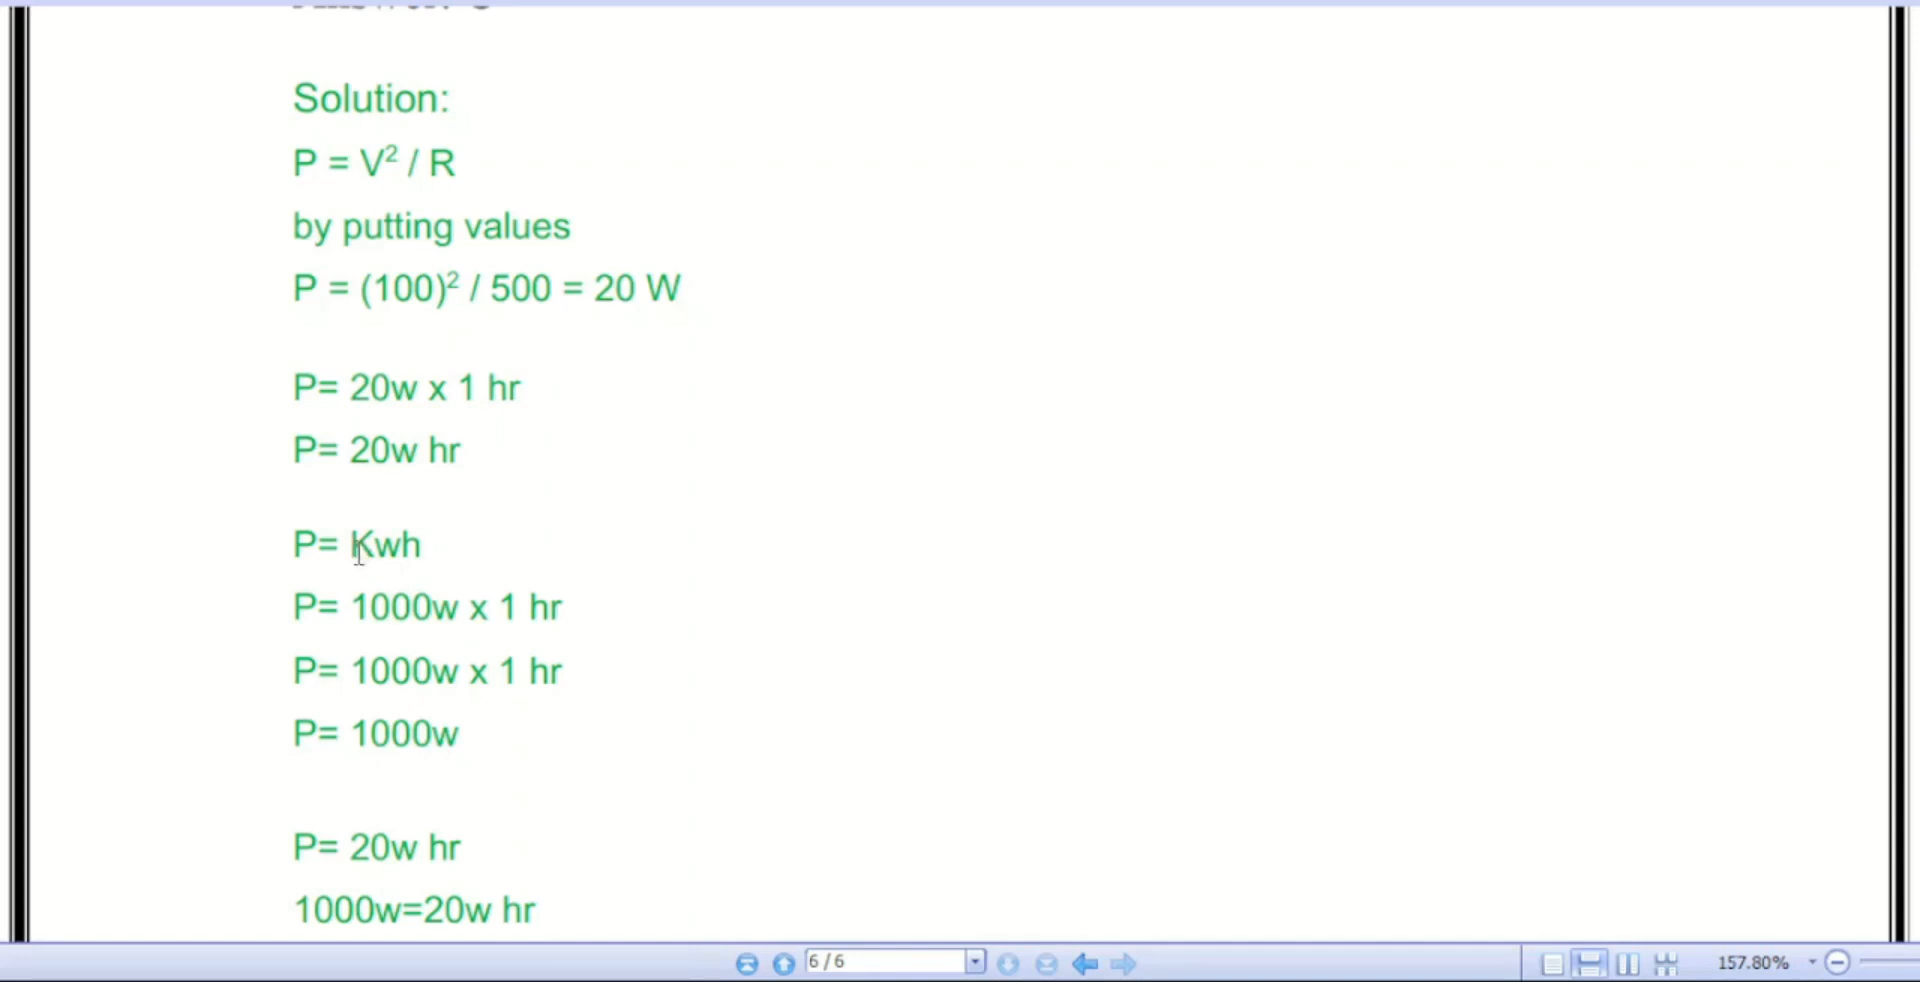 Solution:
P = V² / R
by putting values
P = (100)² / 500 = 20 W
P= 20w x 1 hr
P= 20w hr
P= Kwh
P= 1000w x 1 hr
P= 1000w x 1 hr
P= 1000w
P= 20w hr
1000w=20w hr
6 / 6
157.80%